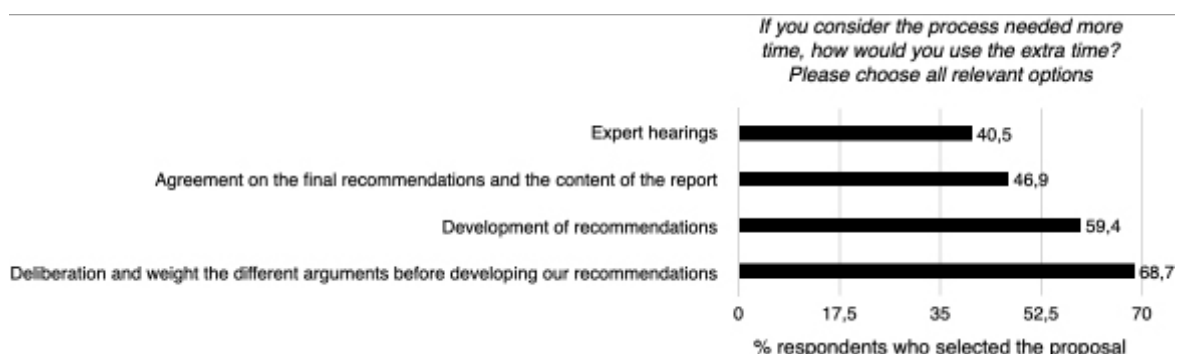 If you consider the process needed more
time, how would you use the extra time?
Please choose all relevant options
Expert hearings 40,5
Agreement on the final recommendations and the content of the report 46,9
Development of recommendations 59,4
Deliberation and weight the different arguments before developing our recommendations 68,7
0 17,5 35 52,5 70
% respondents who selected the proposal